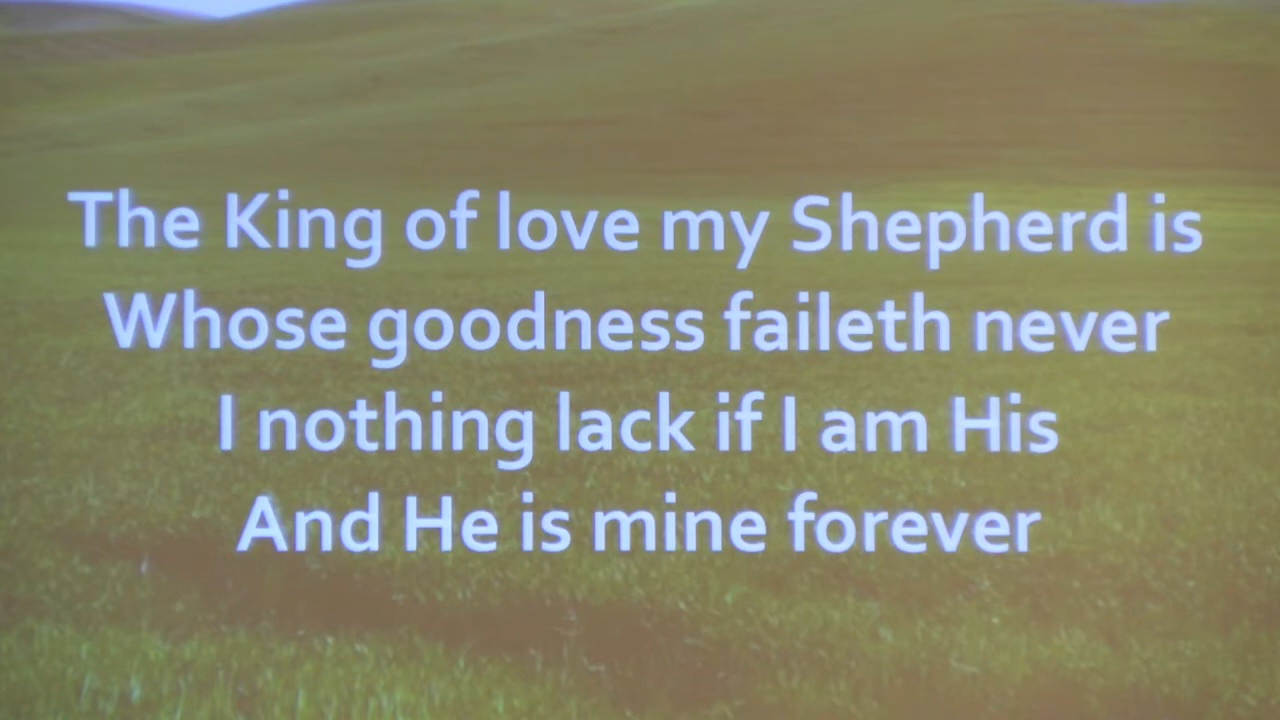 The King of love my Shepherd is
Whose goodness faileth never
I nothing lack if I am His
And He is mine forever